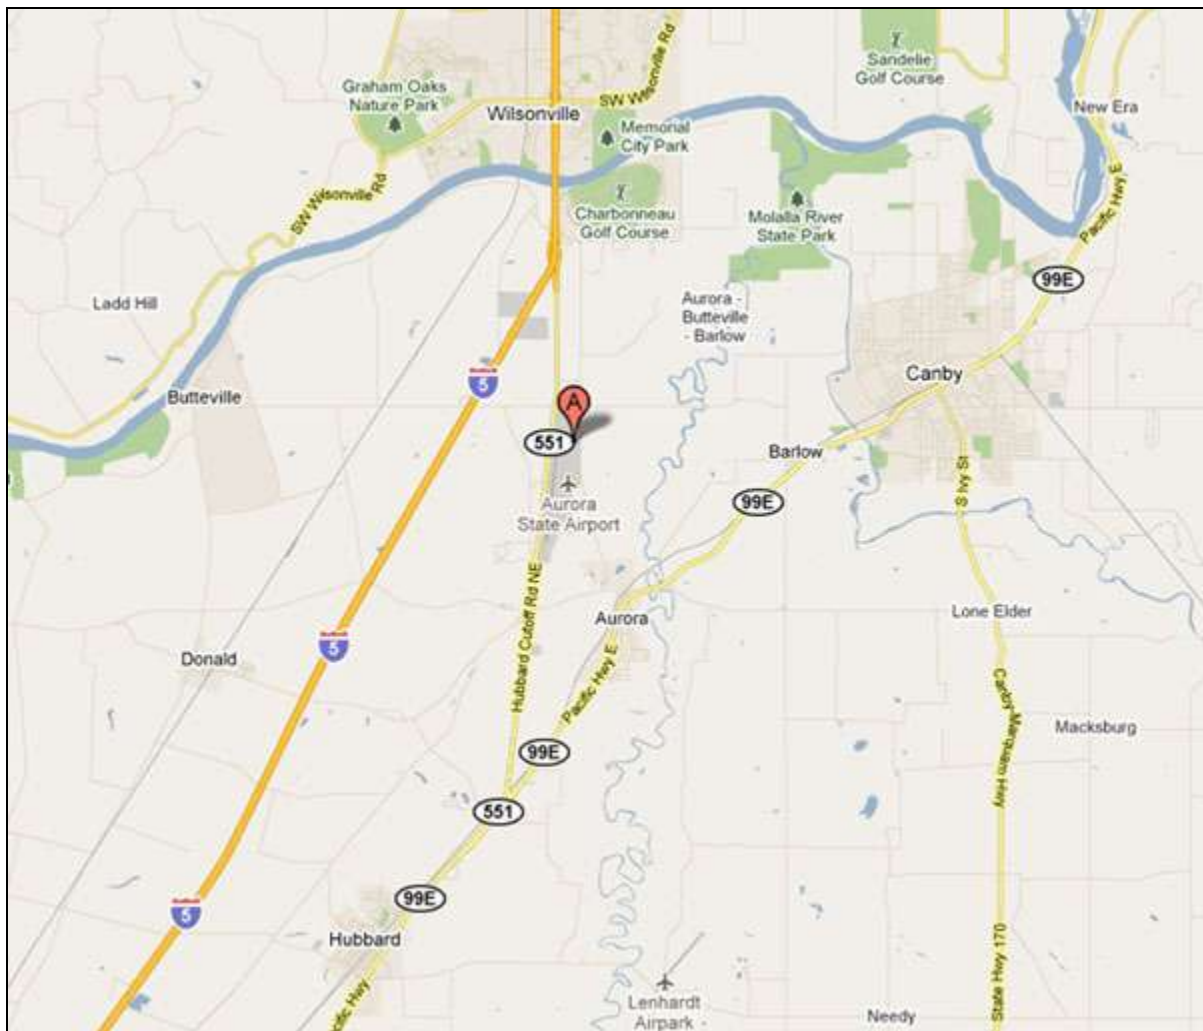 Sandelie
Golf Course
Graham Oaks
Nature Park
SW Wilsonville Rd
Wilsonville
New Era
Memorial
City Park
SW Wilsonville Rd
Pacific Hwy E
Charbonneau
Golf Course
Molalla River
State Park
99E
Ladd Hill
Aurora -
Butteville
- Barlow
Canby
5
Butteville
A
551
Barlow
S Ivy St
99E
Aurora
State Airport
Hubbard Cutoff Rd NE
Aurora
Lone Elder
5
Donald
Pacific Hwy E
Canby-Marquam Hwy
Macksburg
99E
551
99E
5
Hubbard
State Hwy 170
Pacific Hwy
Lenhardt
Airpark
Needy